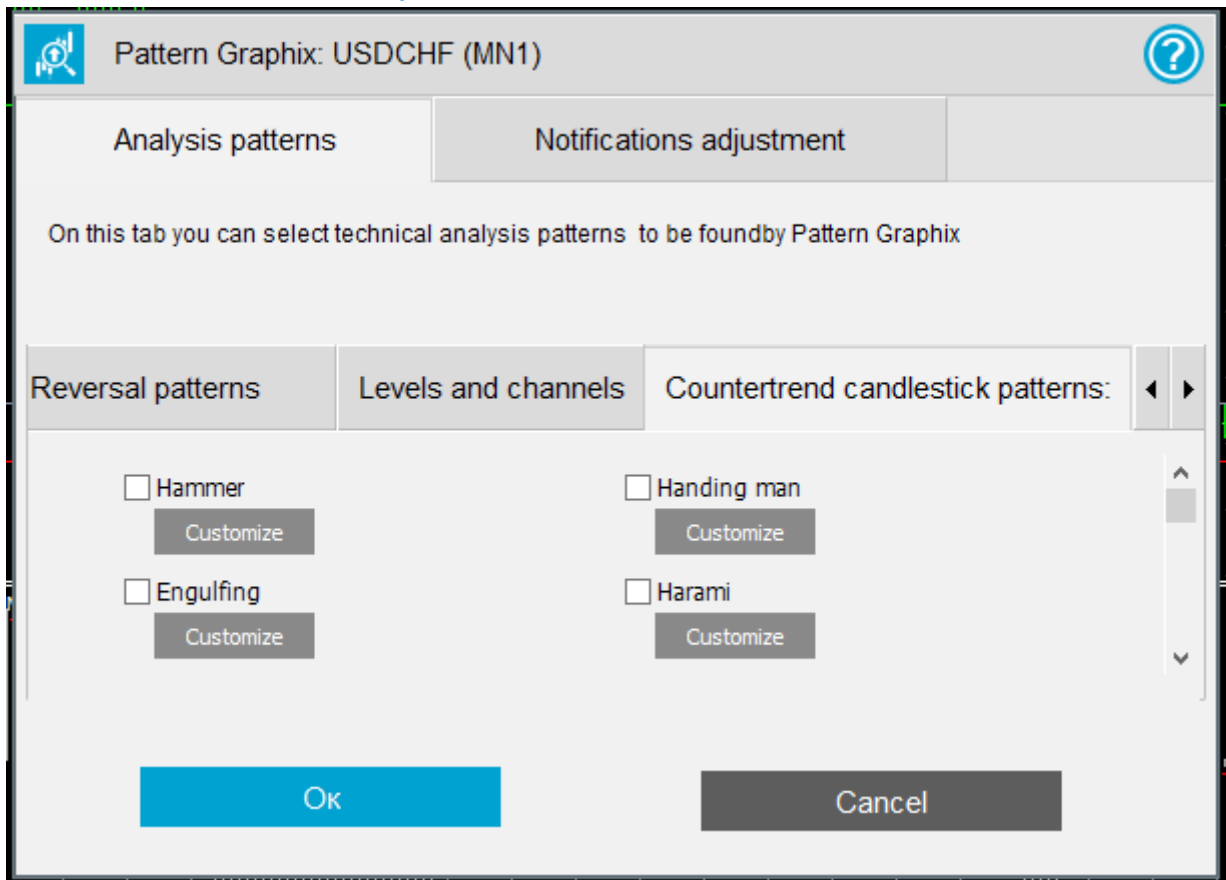 Pattern Graphix: USDCHF (MN1)
?
Analysis patterns
Notifications adjustment
On this tab you can select technical analysis patterns to be foundby Pattern Graphix
Reversal patterns
Levels and channels
Countertrend candlestick patterns:
Hammer
Handing man
Customize
Customize
Engulfing
Harami
Customize
Customize
Ок
Cancel